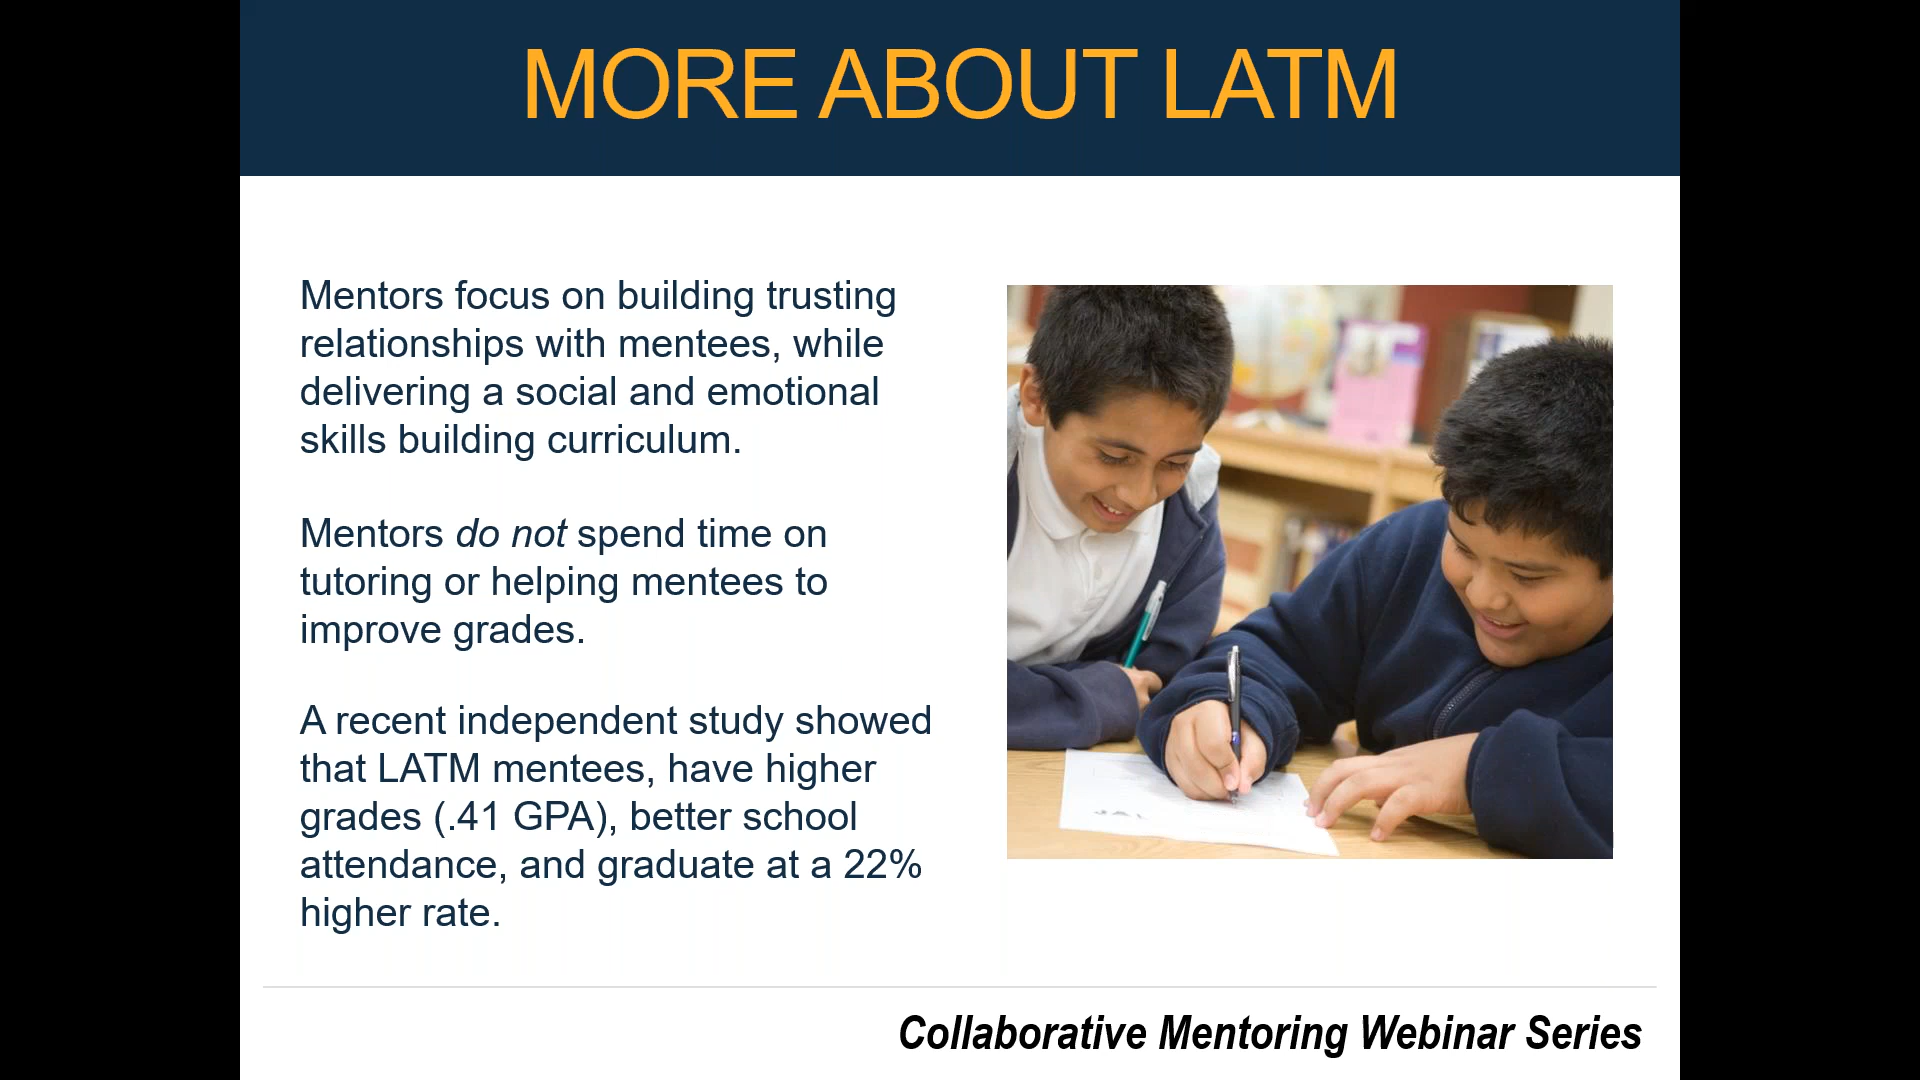 MORE ABOUT LATM
Mentors focus on building trusting
relationships with mentees, while
delivering a social and emotional
skills building curriculum.
Mentors do not spend time on
tutoring or helping mentees to
improve grades.
A recent independent study showed
that LATM mentees, have higher
grades (.41 GPA), better school
attendance, and graduate at a 22%
higher rate.
Collaborative Mentoring Webinar Series